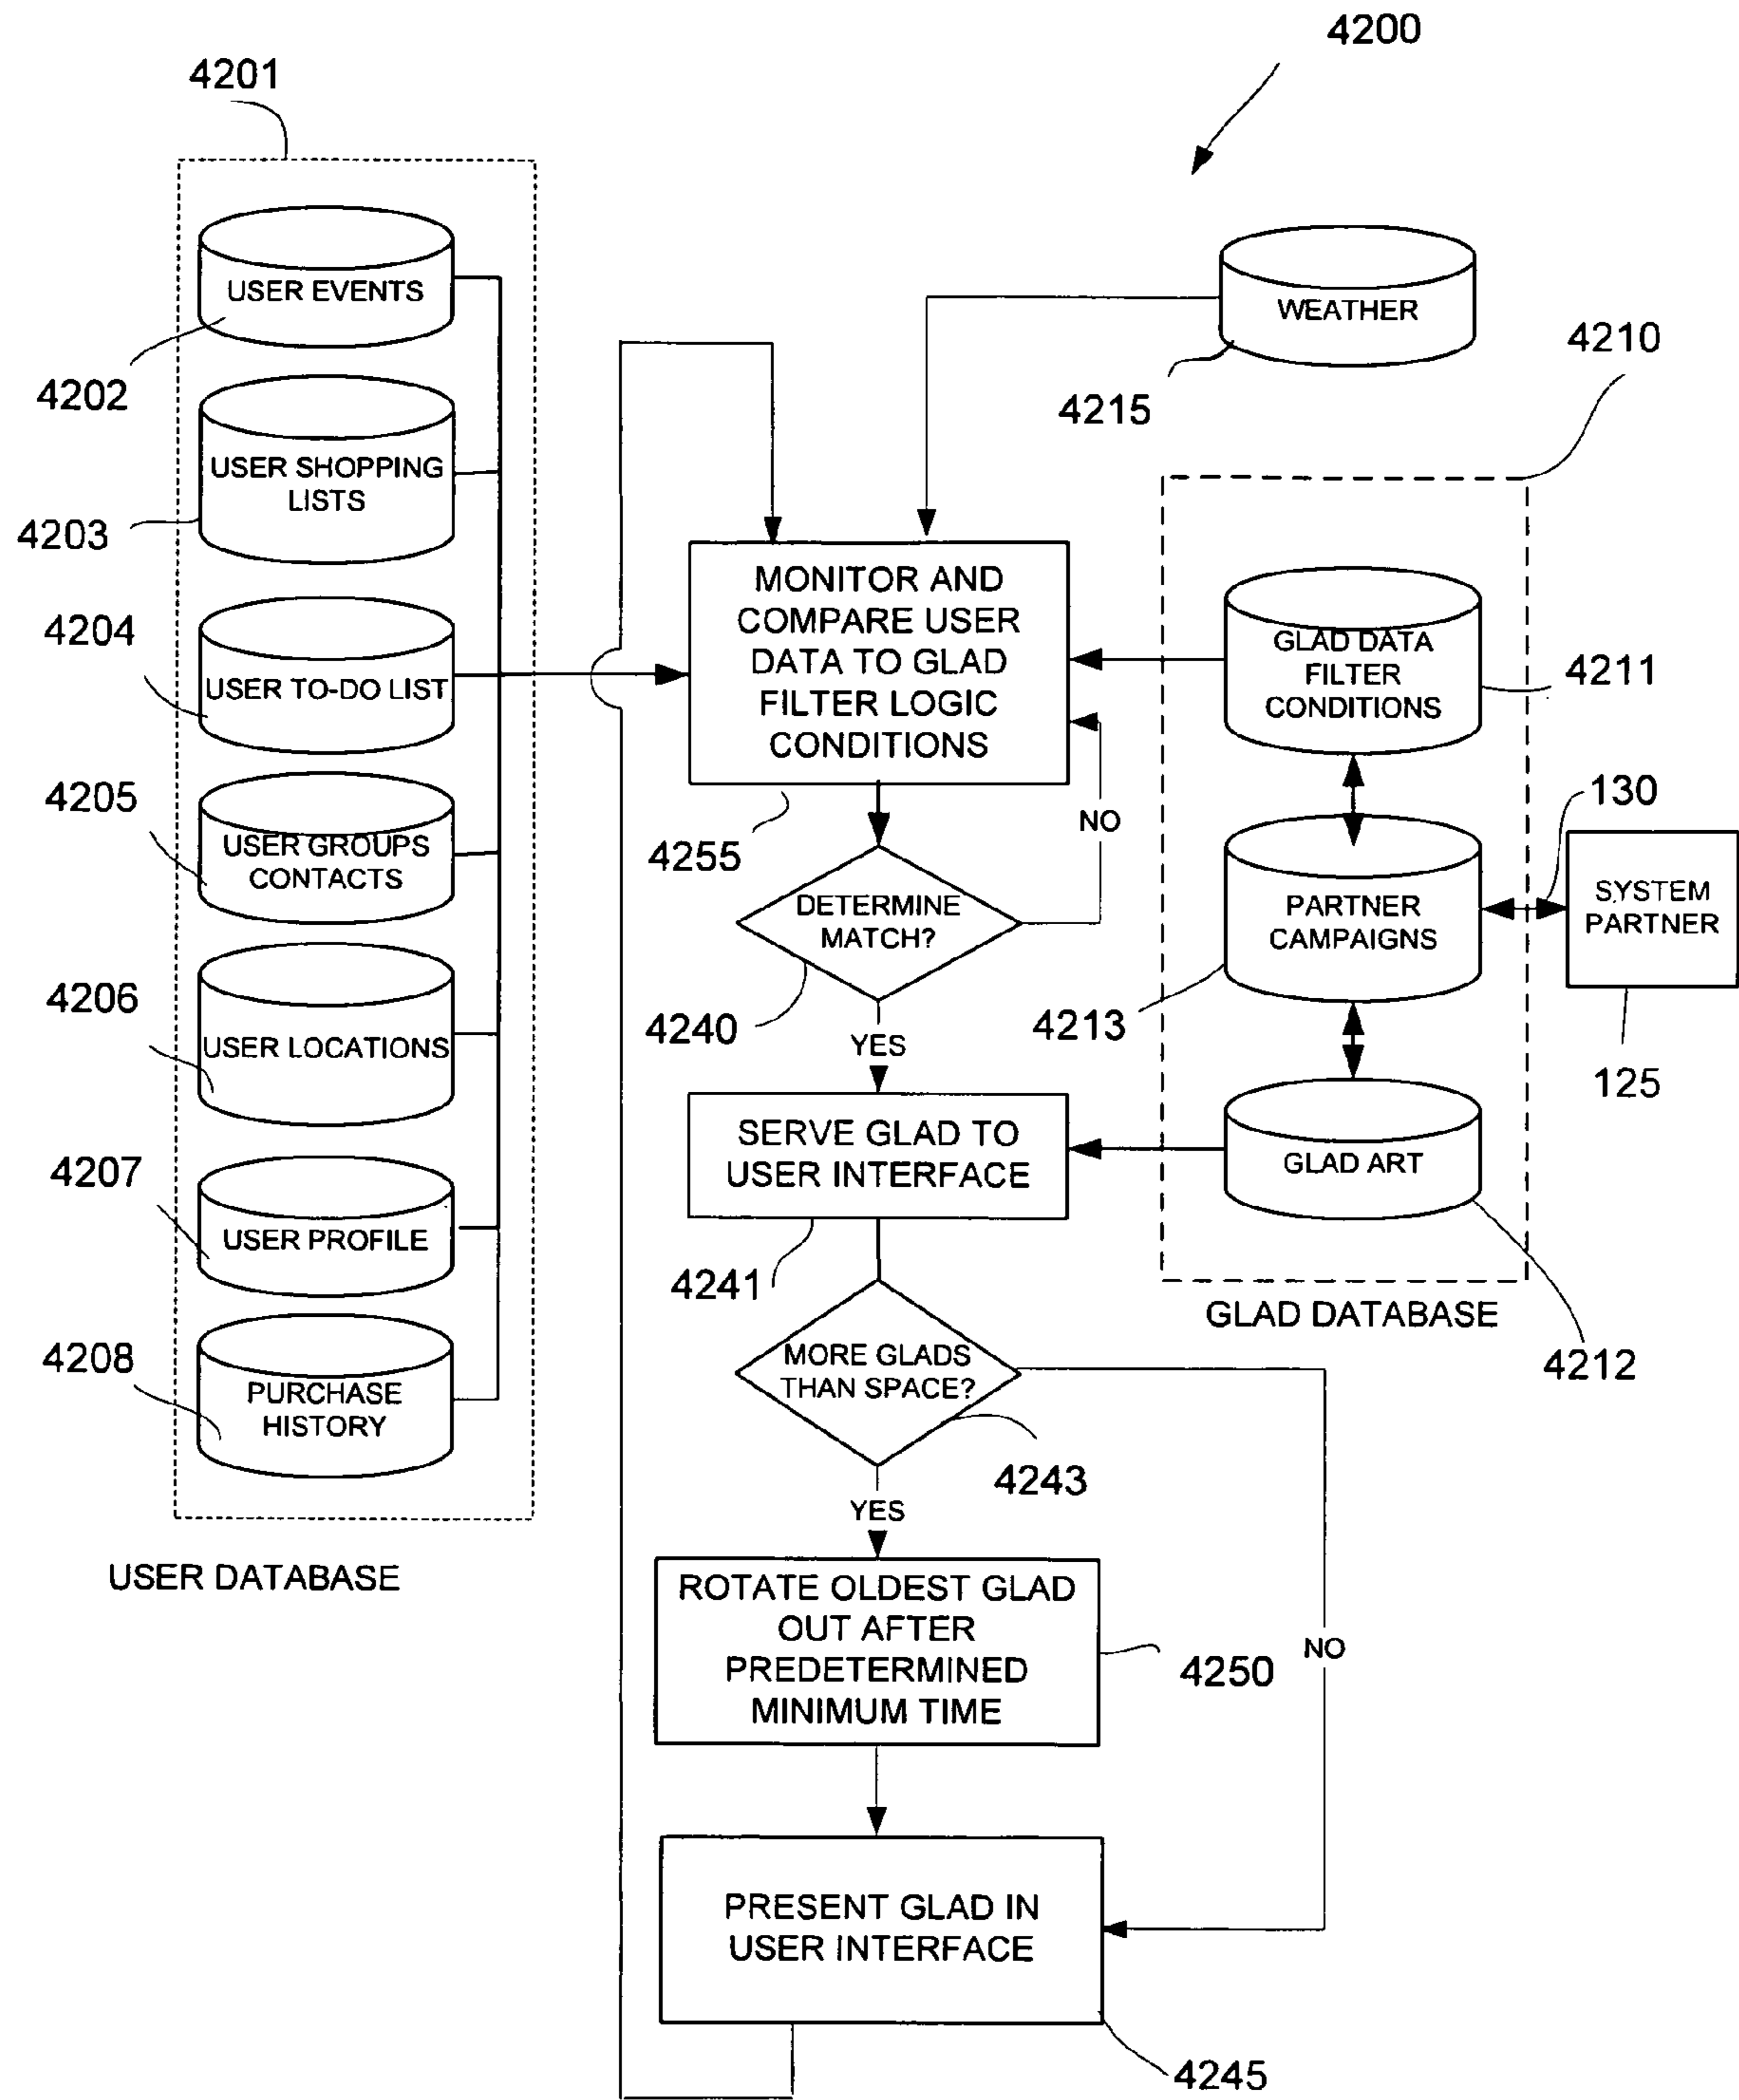 4200
4201
USER EVENTS
4202
USER SHOPPING
LISTS
4203
USER TO-DO LIST
4204
4205
USER GROUPS
CONTACTS
4206
USER LOCATIONS
4207
USER PROFILE
4208
PURCHASE
HISTORY
USER DATABASE
WEATHER
4215
4210
MONITOR AND
COMPARE USER
DATA TO GLAD
FILTER LOGIC
CONDITIONS
4255
NO
GLAD DATA
FILTER
CONDITIONS
4211
130
DETERMINE
MATCH?
4240
YES
PARTNER
CAMPAIGNS
4213
SYSTEM
PARTNER
125
SERVE GLAD TO
USER INTERFACE
4241
GLAD ART
4212
GLAD DATABASE
MORE GLADS
THAN SPACE?
4243
YES
NO
ROTATE OLDEST GLAD
OUT AFTER
PREDETERMINED
MINIMUM TIME
4250
PRESENT GLAD IN
USER INTERFACE
4245